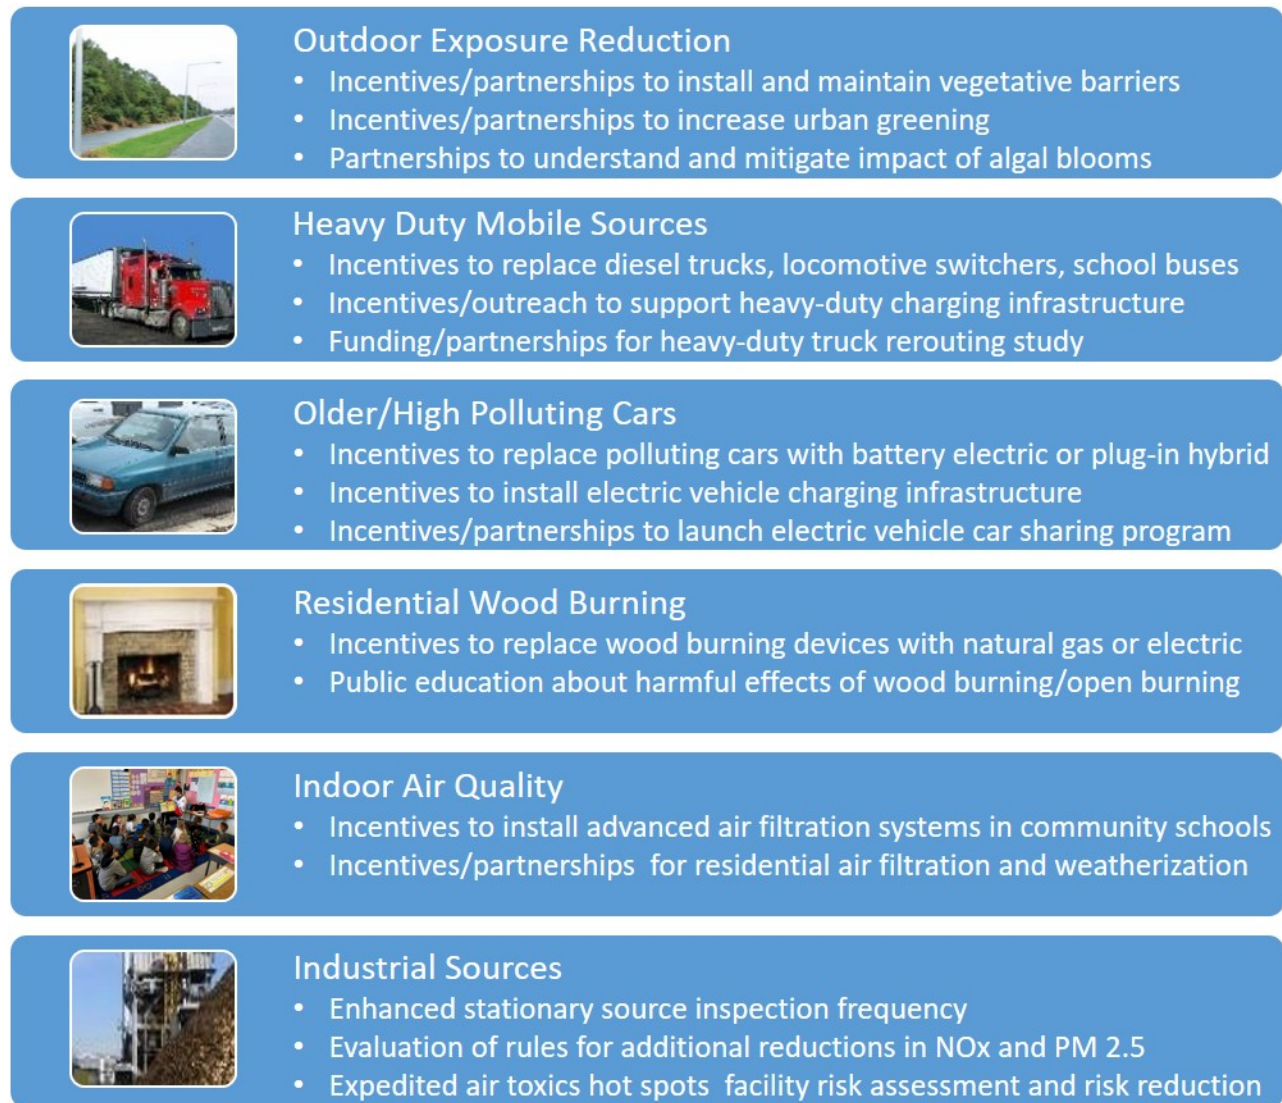 Outdoor Exposure Reduction
• Incentives/partnerships to install and maintain vegetative barriers
• Incentives/partnerships to increase urban greening
• Partnerships to understand and mitigate impact of algal blooms
Heavy Duty Mobile Sources
• Incentives to replace diesel trucks, locomotive switchers, school buses
• Incentives/outreach to support heavy-duty charging infrastructure
• Funding/partnerships for heavy-duty truck rerouting study
Older/High Polluting Cars
• Incentives to replace polluting cars with battery electric or plug-in hybrid
• Incentives to install electric vehicle charging infrastructure
• Incentives/partnerships to launch electric vehicle car sharing program
Residential Wood Burning
• Incentives to replace wood burning devices with natural gas or electric
• Public education about harmful effects of wood burning/open burning
Indoor Air Quality
• Incentives to install advanced air filtration systems in community schools
• Incentives/partnerships for residential air filtration and weatherization
Industrial Sources
• Enhanced stationary source inspection frequency
• Evaluation of rules for additional reductions in NOx and PM 2.5
• Expedited air toxics hot spots facility risk assessment and risk reduction